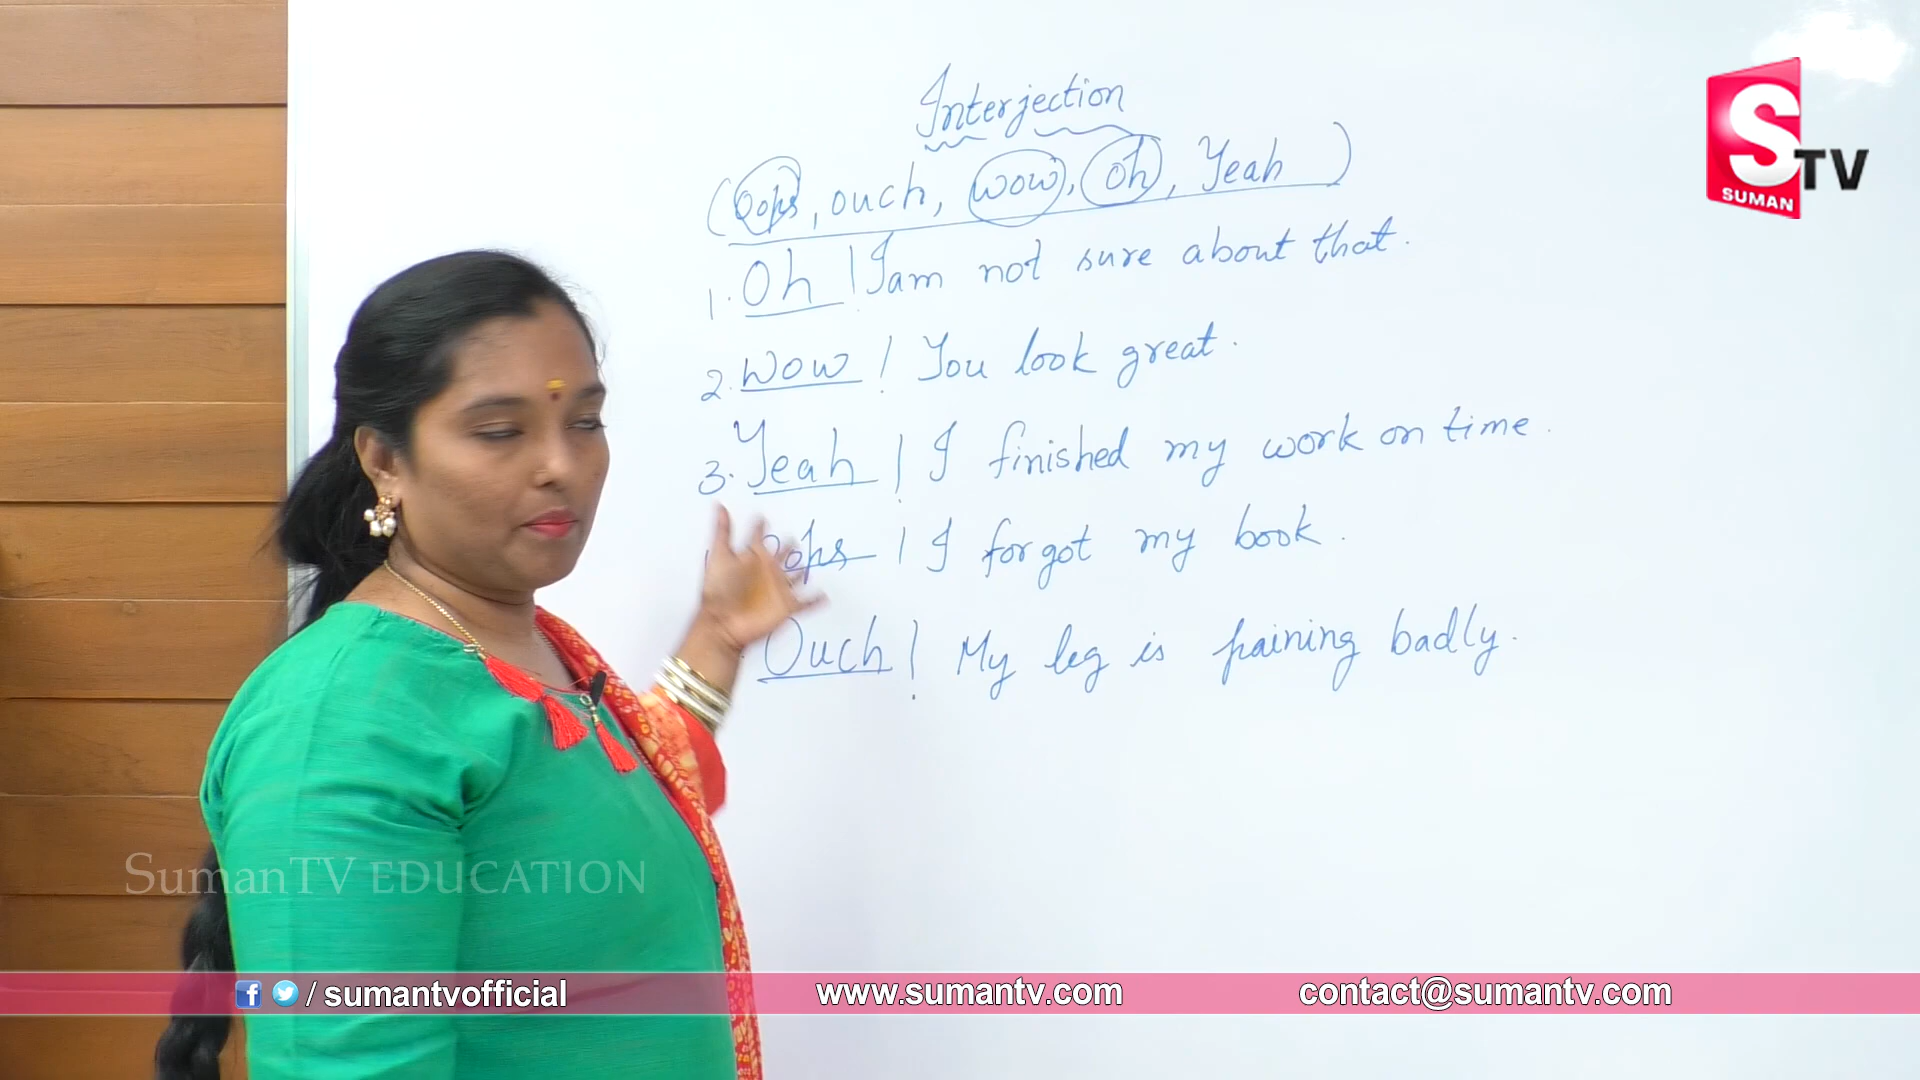 Interjection
(Oops, ouch, wow, oh, Yeah)
1. Oh! I am not sure about that.
2. Wow! You look great.
3. Yeah! I finished my work on time.
Oops! I forgot my book.
Ouch! My leg is paining badly.
S TV
SUMAN
SumanTV EDUCATION
/ sumantvofficial www.sumantv.com contact@sumantv.com